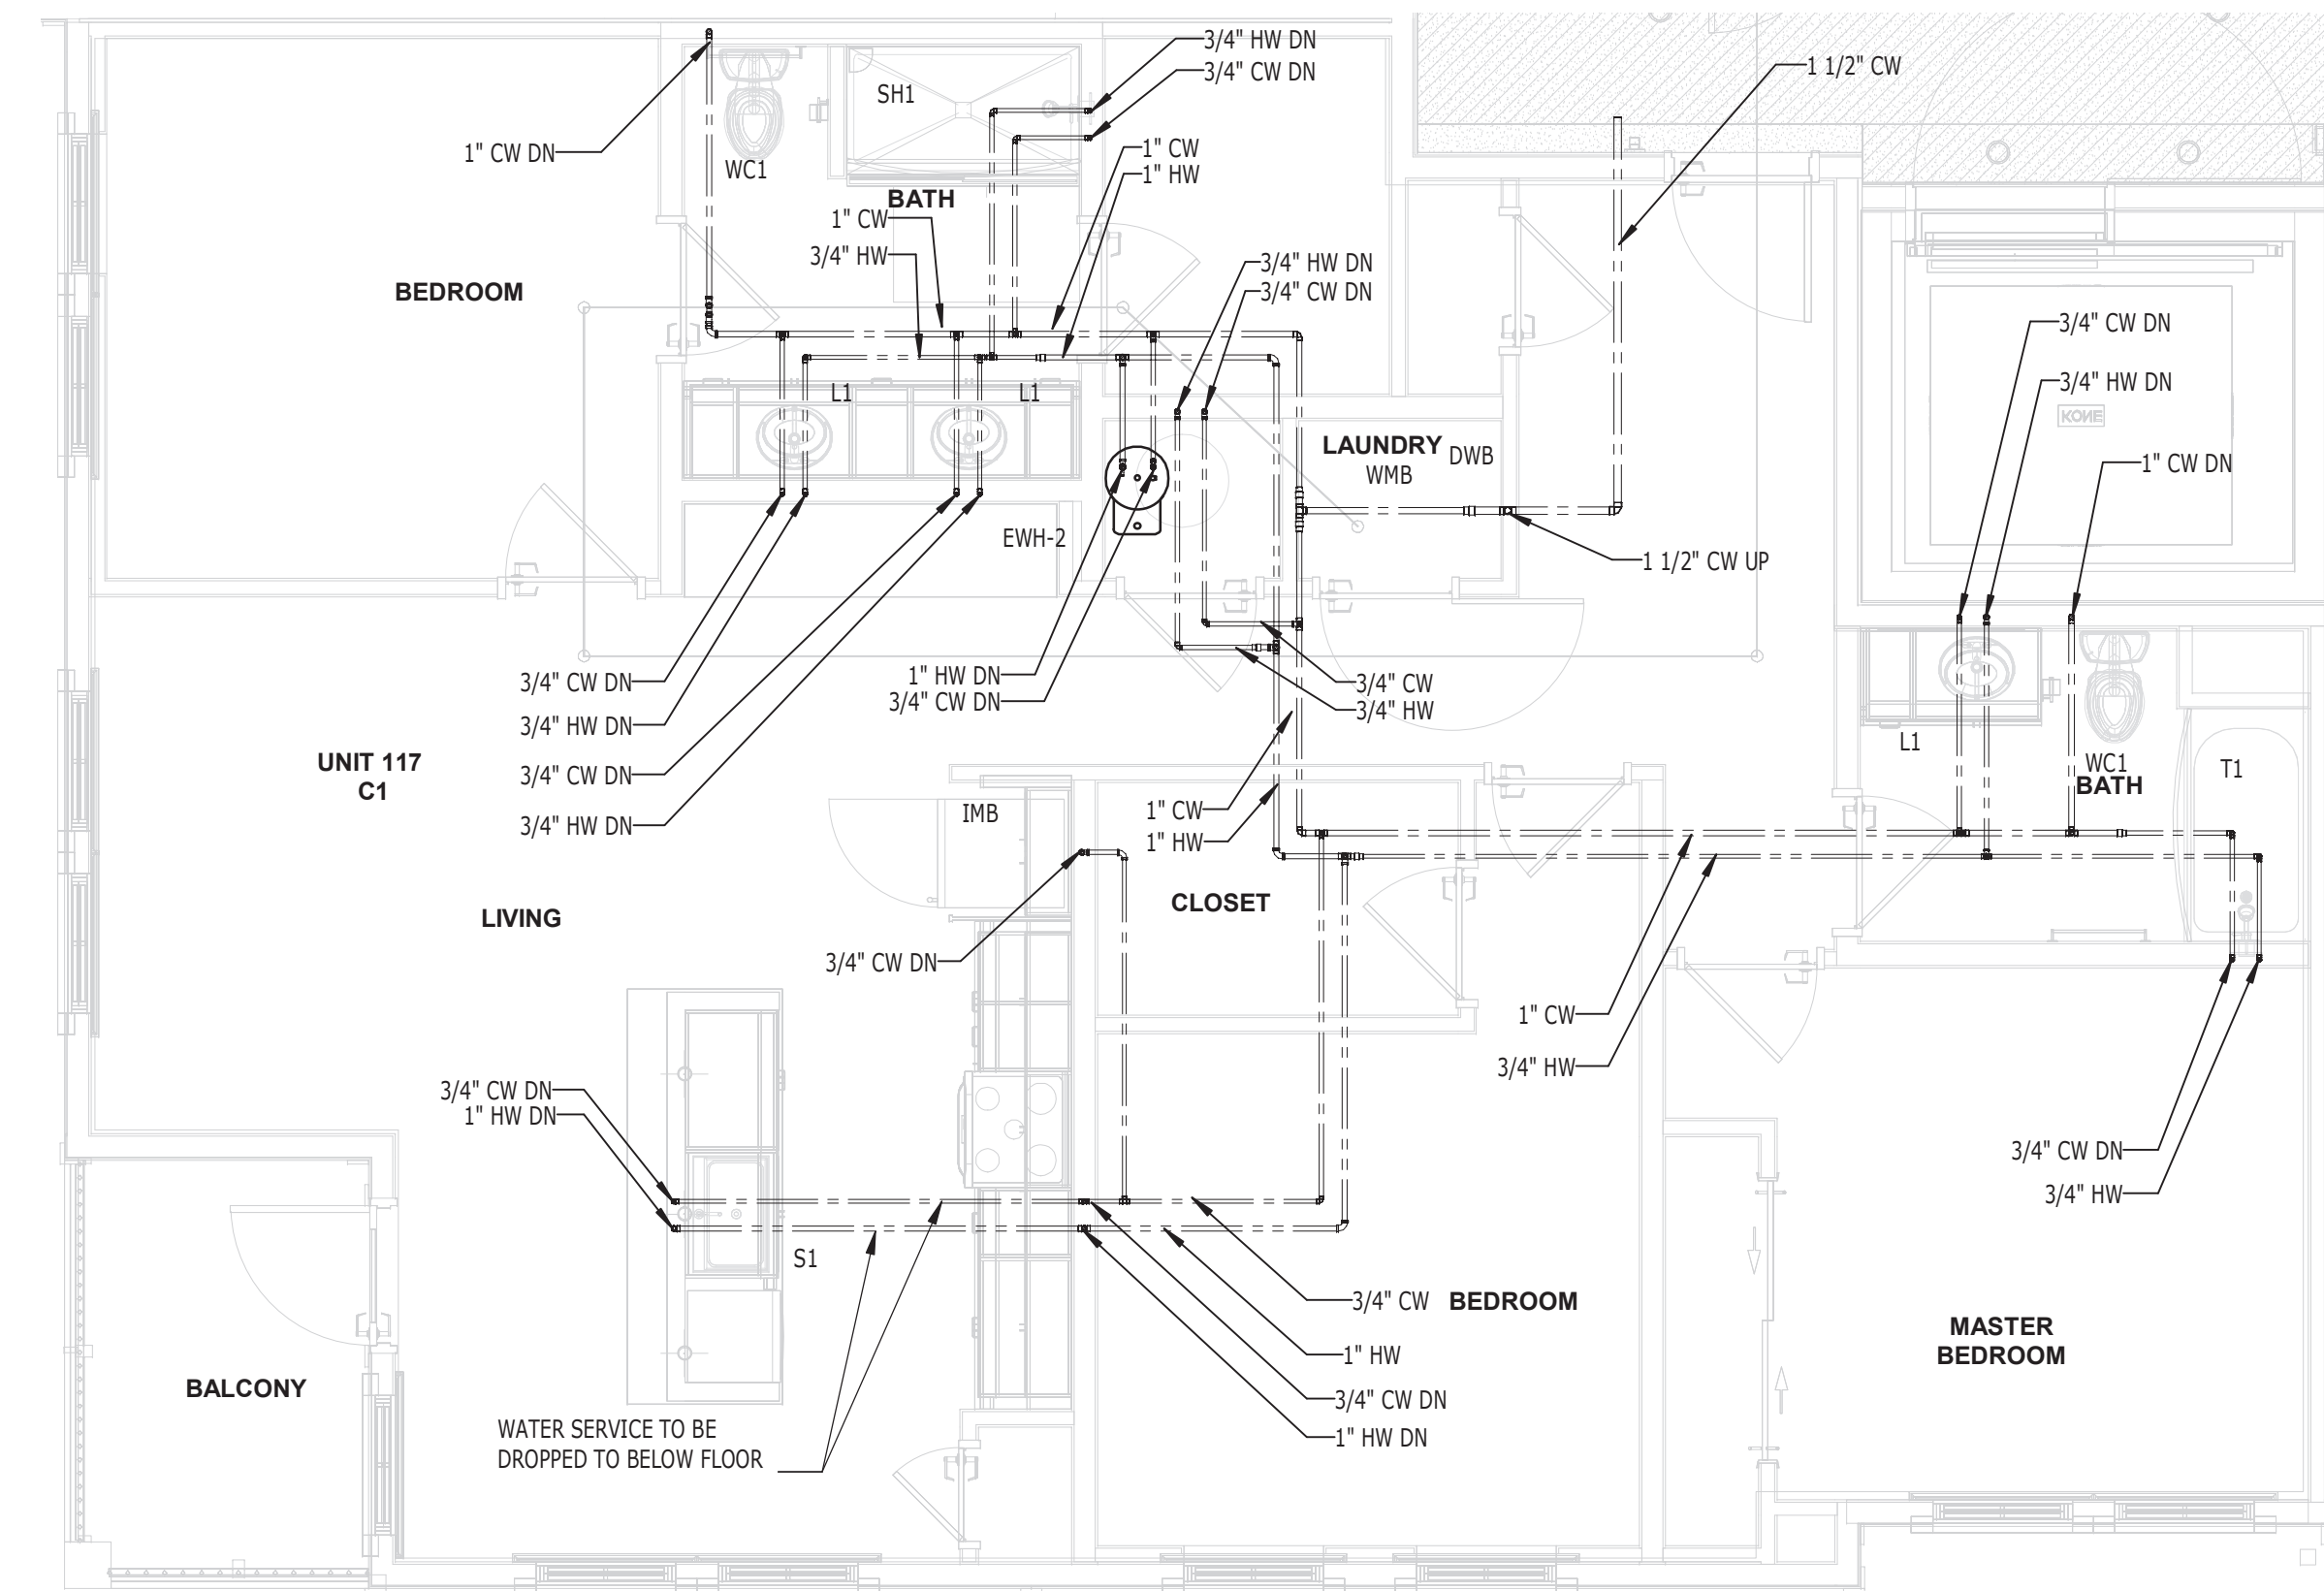 3/4" HW DN
3/4" CW DN
1 1/2" CW
SH1
1" CW DN
WC1
1" CW
1" HW
BATH
1" CW
3/4" HW
3/4" HW DN
3/4" CW DN
BEDROOM
3/4" CW DN
3/4" HW DN
KONE
L1
L1
LAUNDRY
WMB
DWB
1" CW DN
EWH-2
1 1/2" CW UP
3/4" CW DN
3/4" HW DN
3/4" CW DN
3/4" HW DN
1" HW DN
3/4" CW DN
3/4" CW
3/4" HW
UNIT 117
C1
L1
WC1
BATH
T1
IMB
1" CW
1" HW
CLOSET
LIVING
3/4" CW DN
1" CW
3/4" HW
3/4" CW DN
1" HW DN
3/4" CW DN
3/4" HW
S1
3/4" CW
BEDROOM
1" HW
3/4" CW DN
1" HW DN
MASTER
BEDROOM
BALCONY
WATER SERVICE TO BE
DROPPED TO BELOW FLOOR